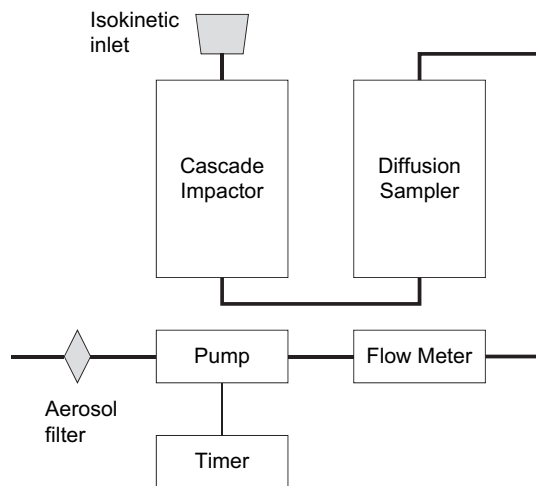 Isokinetic
inlet
Cascade
Impactor
Diffusion
Sampler
Pump
Flow Meter
Aerosol
filter
Timer